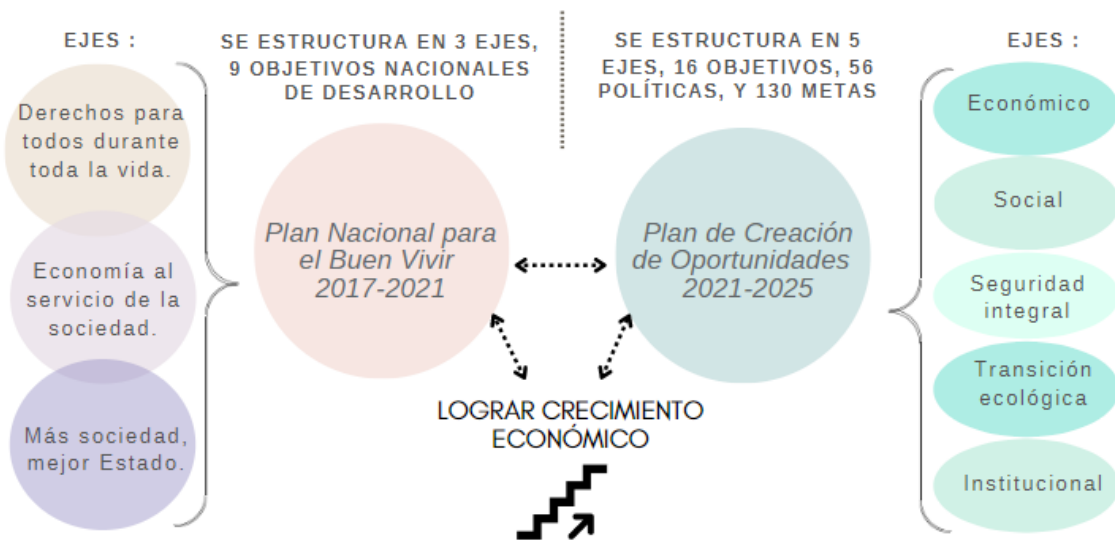 EJES :
Derechos para
todos durante
toda la vida.
Economía al
servicio de la
sociedad.
Más sociedad,
mejor Estado.
SE ESTRUCTURA EN 3 EJES,
9 OBJETIVOS NACIONALES
DE DESARROLLO
Plan Nacional para
el Buen Vivir
2017-2021
SE ESTRUCTURA EN 5
EJES, 16 OBJETIVOS, 56
POLÍTICAS, Y 130 METAS
Plan de Creación
de Oportunidades
2021-2025
LOGRAR CRECIMIENTO
ECONÓMICO
EJES :
Económico
Social
Seguridad
integral
Transición
ecológica
Institucional